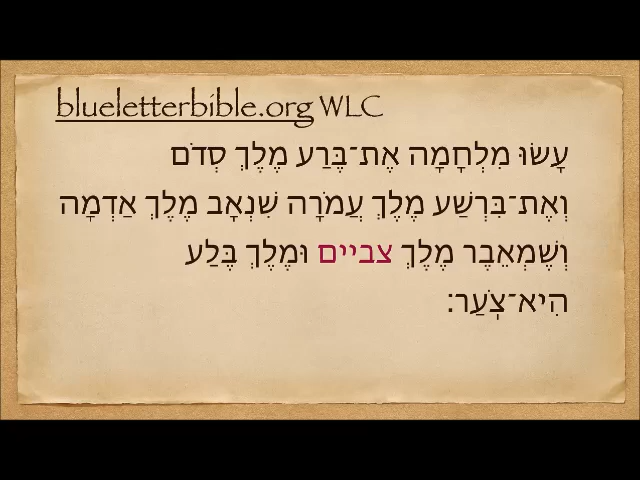 blueletterbible.org WLC
עָשׂוּ מִלְחָמָה אֶת־בֶּרַע מֶלֶךְ סְדֹם
וְאֶת־בִּרְשַׁע מֶלֶךְ עֲמֹרָה שִׁנְאָב מֶלֶךְ אַדְמָה
וְשֶׁמְאֵבֶר מֶלֶךְ צביים וּמֶלֶךְ בֶּלַע
הִיא־צֹעַר׃